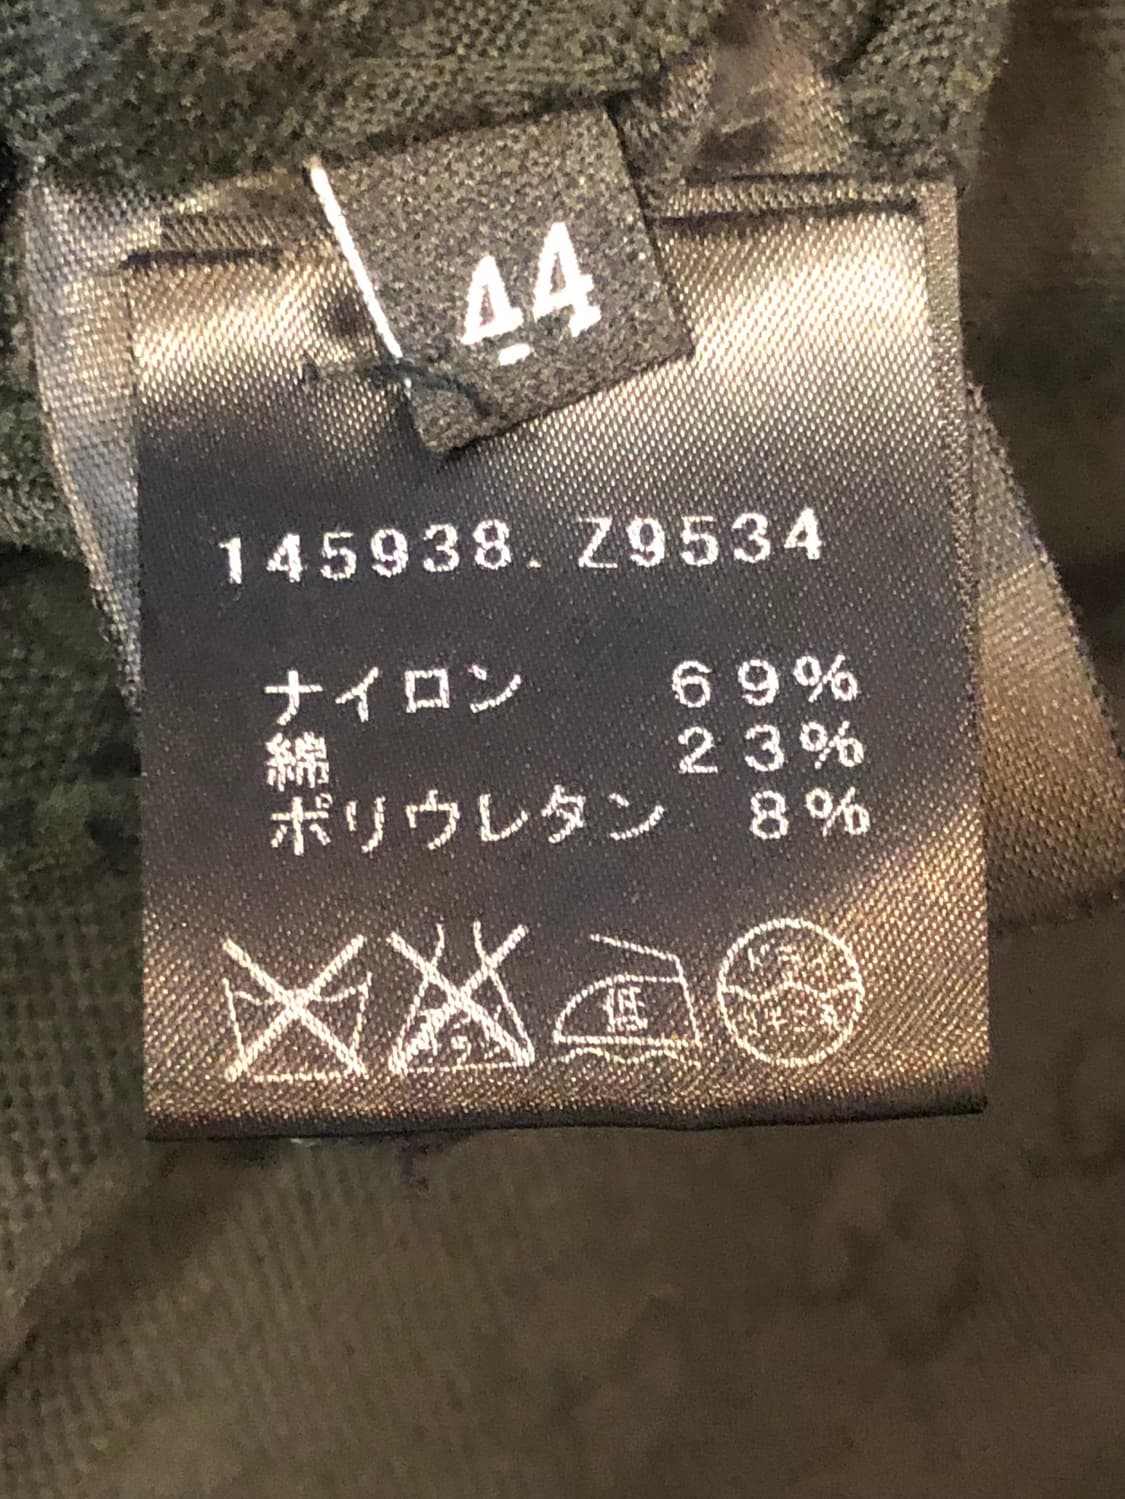 44
145938. Z9534
ナイロン 69%
綿 23%
ポリウレタン 8%
低